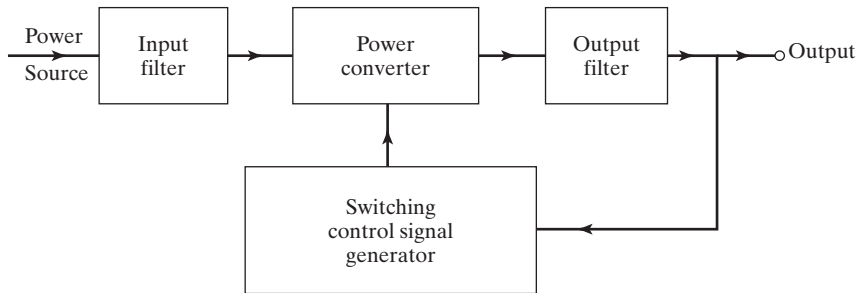 Power
Source
Input
filter
Power
converter
Output
filter
Output
Switching
control signal
generator